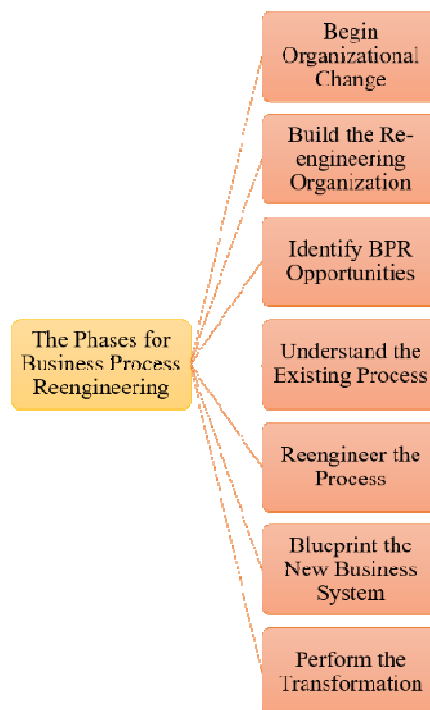 Begin
Organizational
Change
Build the Re-
engineering
Organization
Identify BPR
Opportunities
The Phases for
Business Process
Reengineering
Understand the
Existing Process
Reengineer the
Process
Blueprint the
New Business
System
Perform the
Transformation